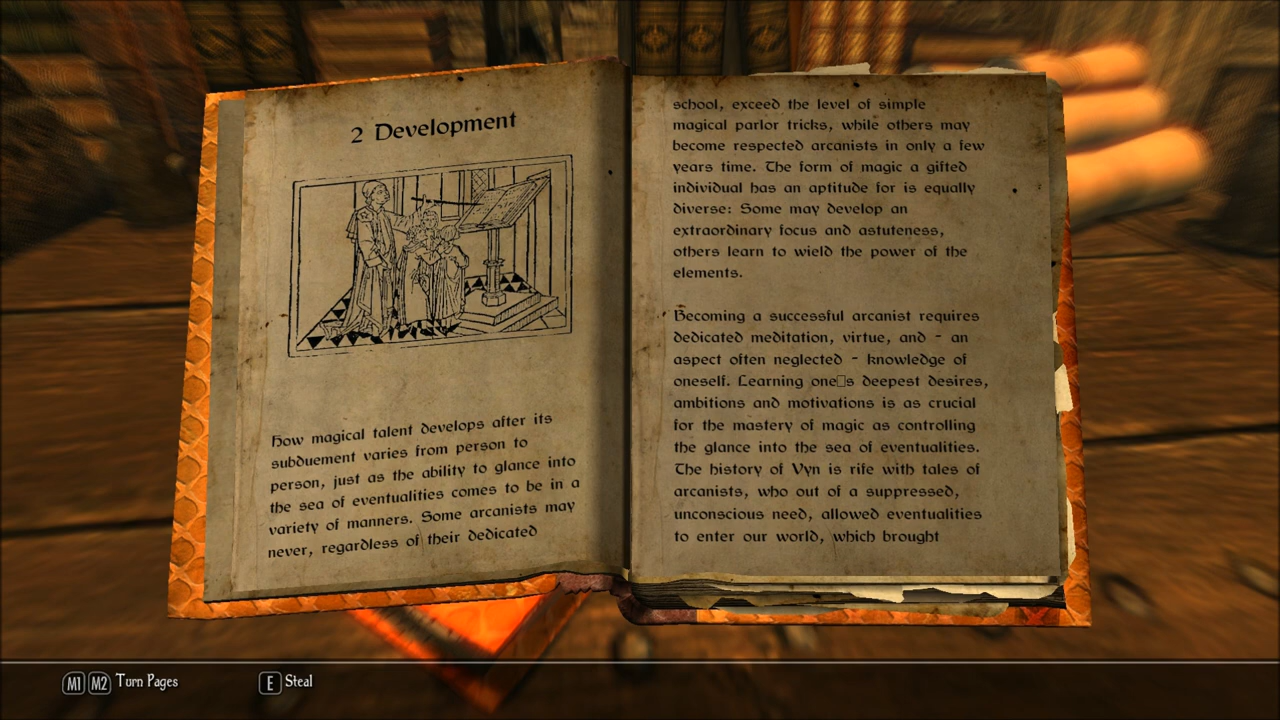 2 Development
How magical talent develops after its
subduement varies from person to
person, just as the ability to glance into
the sea of eventualities comes to be in a
variety of manners. Some arcanists may
never, regardless of their dedicated
school, exceed the level of simple
magical parlor tricks, while others may
become respected arcanists in only a few
years time. The form of magic a gifted
individual has an aptitude for is equally
diverse: Some may develop an
extraordinary focus and astuteness,
others learn to wield the power of the
elements.
Becoming a successful arcanist requires
dedicated meditation, virtue, and - an
aspect often neglected - knowledge of
oneself. Learning one□s deepest desires,
ambitions and motivations is as crucial
for the mastery of magic as controlling
the glance into the sea of eventualities.
The history of Vyn is rife with tales of
arcanists, who out of a suppressed,
unconscious need, allowed eventualities
to enter our world, which brought
M1 M2 Turn Pages
E Steal